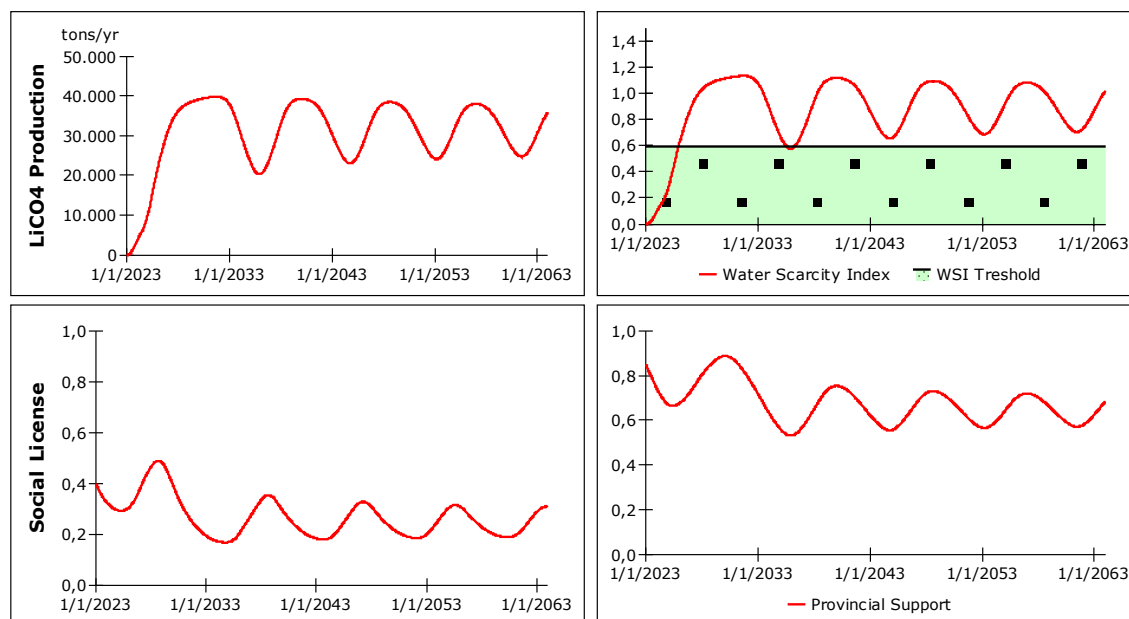 tons/yr
50.000
40.000
30.000
20.000
10.000
0
1/1/2023 1/1/2033 1/1/2043 1/1/2053 1/1/2063
LiCO4 Production
1,4
1,2
1,0
0,8
0,6
0,4
0,2
0,0
1/1/2023 1/1/2033 1/1/2043 1/1/2053 1/1/2063
Water Scarcity Index WSI Treshold
1,0
0,8
0,6
0,4
0,2
0,0
1/1/2023 1/1/2033 1/1/2043 1/1/2053 1/1/2063
Social License
1,0
0,8
0,6
0,4
0,2
0,0
1/1/2023 1/1/2033 1/1/2043 1/1/2053 1/1/2063
Provincial Support